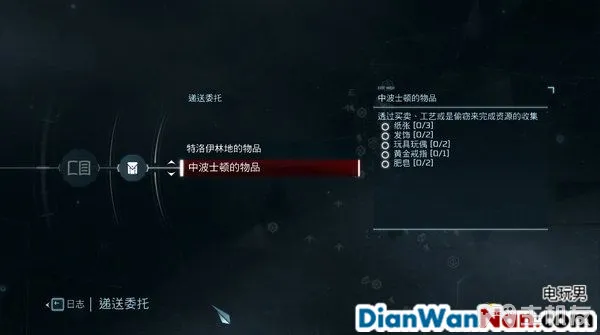 递送委托
特洛伊林地的物品
中波士顿的物品
中波士顿的物品
透过买卖·工艺或是偷窃来完成资源的收集
纸张 [0/3]
发饰 [0/2]
玩具玩偶 [0/2]
黄金戒指 [0/1]
肥皂 [0/2]
日志 | 递送委托
电玩男
DianWanNan.com